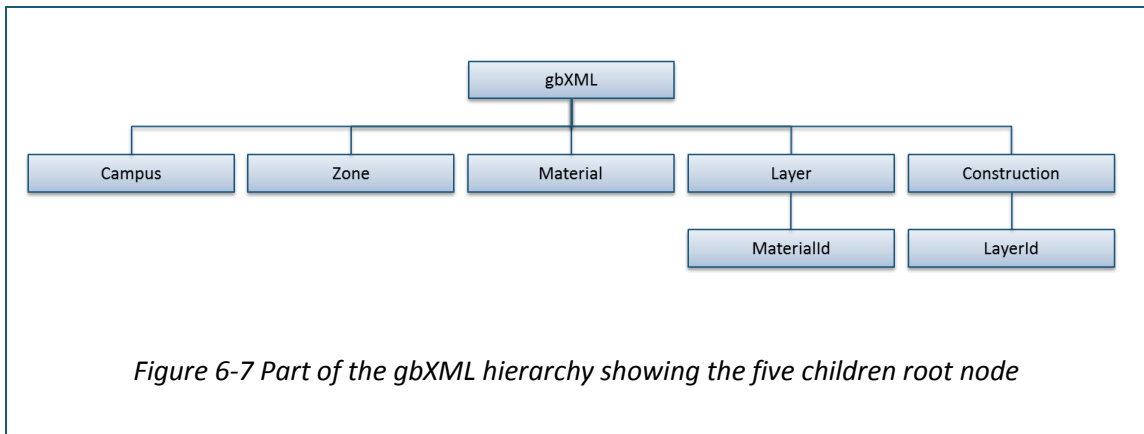 gbXML
Campus
Zone
Material
Layer
Construction
MaterialId
LayerId
Figure 6-7 Part of the gbXML hierarchy showing the five children root node